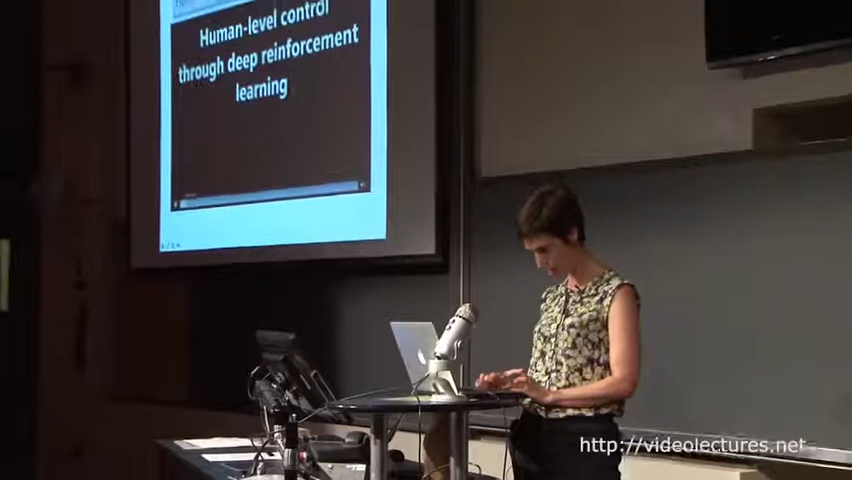 Human-level control
through deep reinforcement
learning
http://videolectures.net